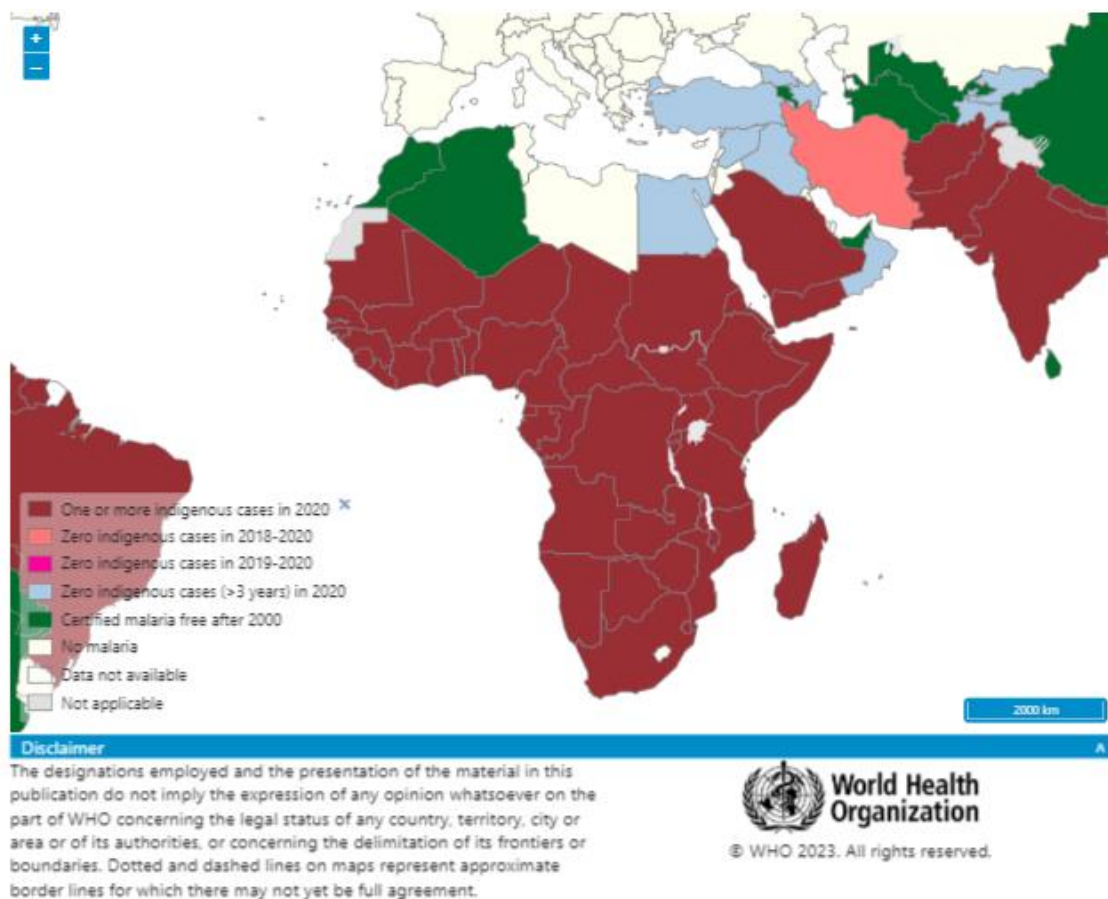 +
−
One or more indigenous cases in 2020 ×
Zero indigenous cases in 2018-2020
Zero indigenous cases in 2019-2020
Zero indigenous cases (>3 years) in 2020
Certified malaria free after 2000
No malaria
Data not available
Not applicable
2000 km
Disclaimer
The designations employed and the presentation of the material in this
publication do not imply the expression of any opinion whatsoever on the
part of WHO concerning the legal status of any country, territory, city or
area or of its authorities, or concerning the delimitation of its frontiers or
boundaries. Dotted and dashed lines on maps represent approximate
border lines for which there may not yet be full agreement.
World Health
Organization
© WHO 2023. All rights reserved.